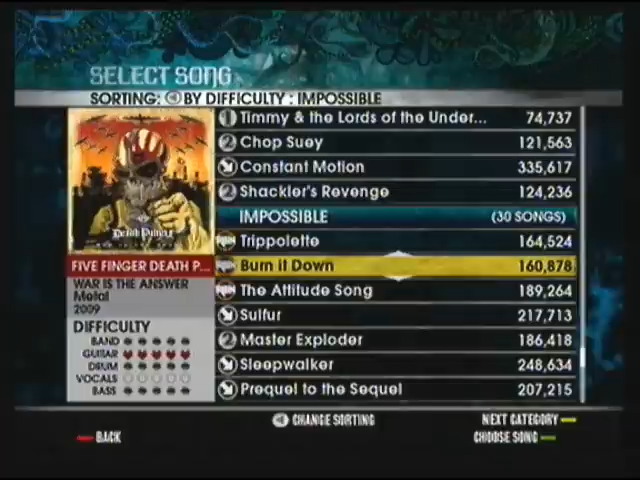 SELECT SONG
SORTING: BY DIFFICULTY : IMPOSSIBLE
Timmy & the Lords of the Under... 74,737
Chop Suey 121,563
Constant Motion 335,617
Shackler's Revenge 124,236
IMPOSSIBLE (30 SONGS)
Trippolette 164,524
Burn it Down 160,878
The Attitude Song 189,264
Sulfur 217,713
Master Exploder 186,418
Sleepwalker 248,634
Prequel to the Sequel 207,215
Death Punch
FIVE FINGER DEATH P...
WAR IS THE ANSWER
Metal
2009
DIFFICULTY
BAND
GUITAR
DRUM
VOCALS
BASS
CHANGE SORTING
NEXT CATEGORY
BACK
CHOOSE SONG